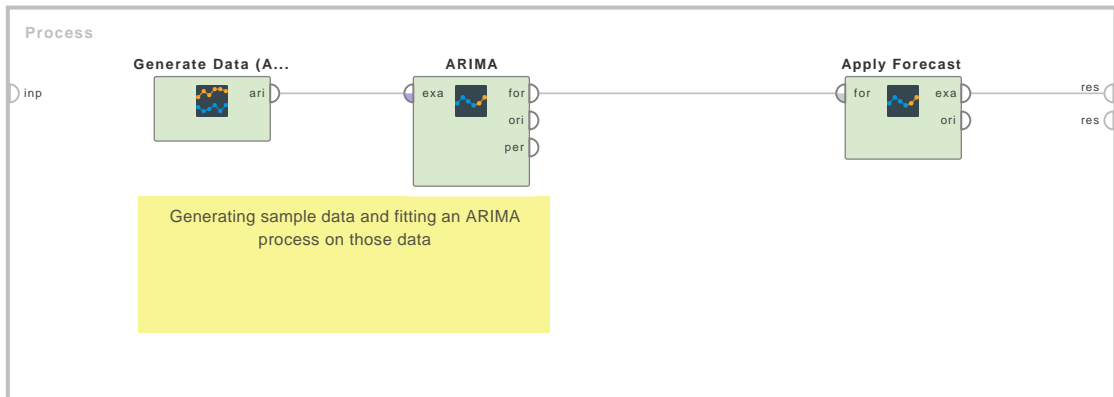 Process
Generate Data (A...
ARIMA
Apply Forecast
inp
ari
exa
for
for
exa
res
ori
ori
res
per
Generating sample data and fitting an ARIMA
process on those data